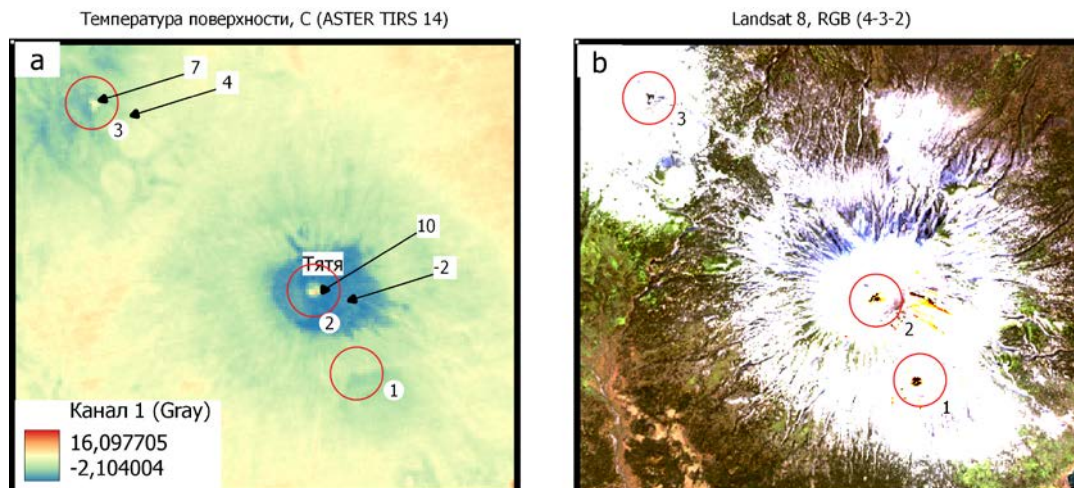 Температура поверхности, С (ASTER TIRS 14)
a
7
4
3
10
Тятя
-2
2
1
Канал 1 (Gray)
16,097705
-2,104004
Landsat 8, RGB (4-3-2)
b
3
2
1